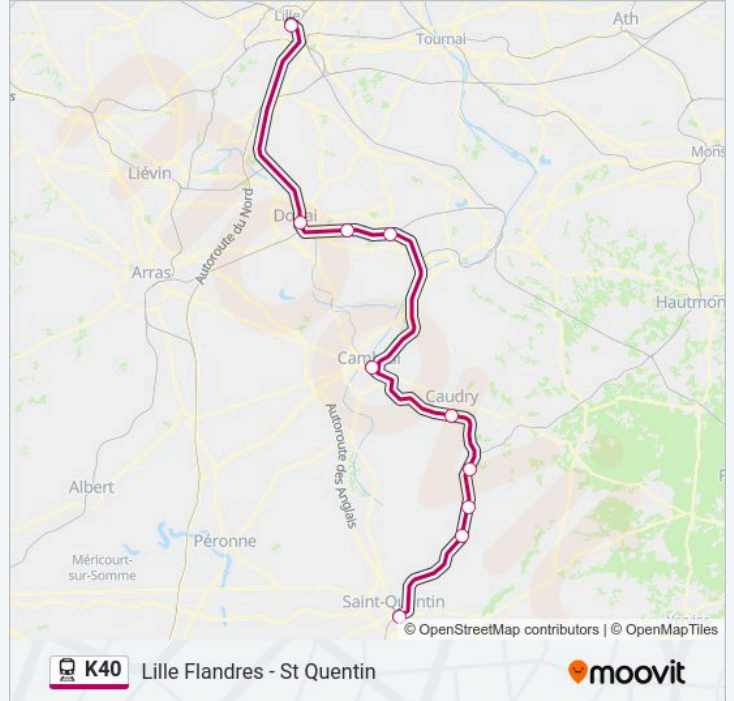 Lille
Ath
Tournai
s
Mons
Liévin
Douai
Autoroute du Nord
Arras
Hautmon
Cambrai
Caudry
Autoroute des Anglais
Albert
F
Péronne
Méricourt-
sur-Somme
Saint-Quentin
© OpenStreetMap contributors | © OpenMapTiles
K40 Lille Flandres - St Quentin
moovit